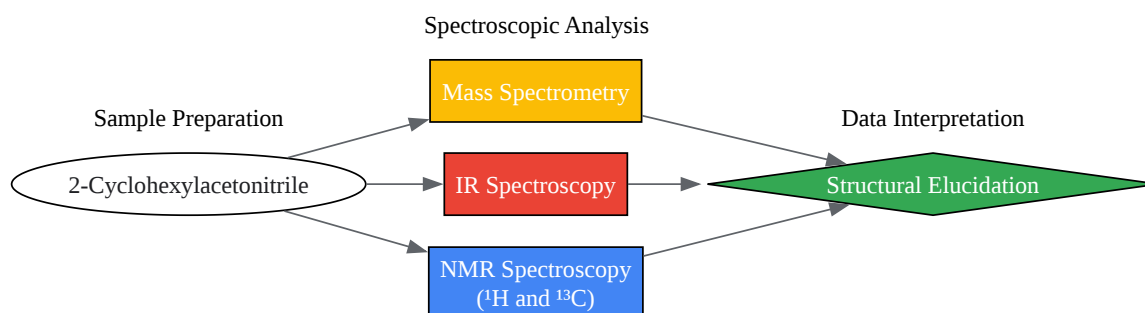 Spectroscopic Analysis
Mass Spectrometry
Sample Preparation
Data Interpretation
2-Cyclohexylacetonitrile
IR Spectroscopy
Structural Elucidation
NMR Spectroscopy
(¹H and ¹³C)